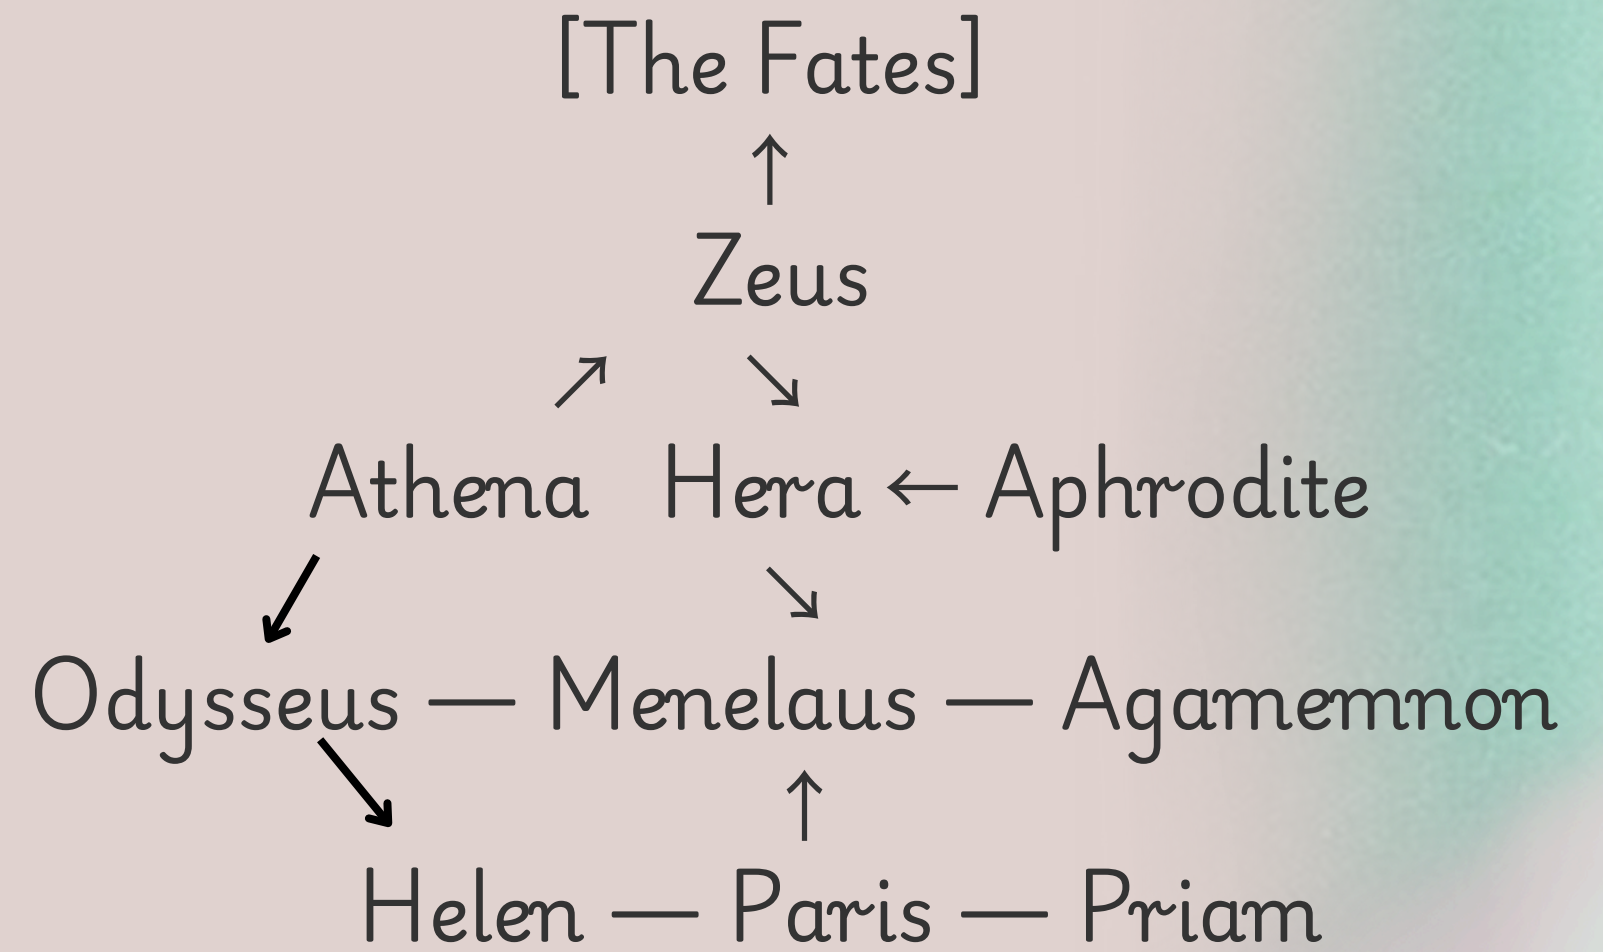 [The Fates]
↑
Zeus
↗ ↘
Athena Hera ← Aphrodite
↘
Odysseus — Menelaus — Agamemnon
↑
Helen — Paris — Priam